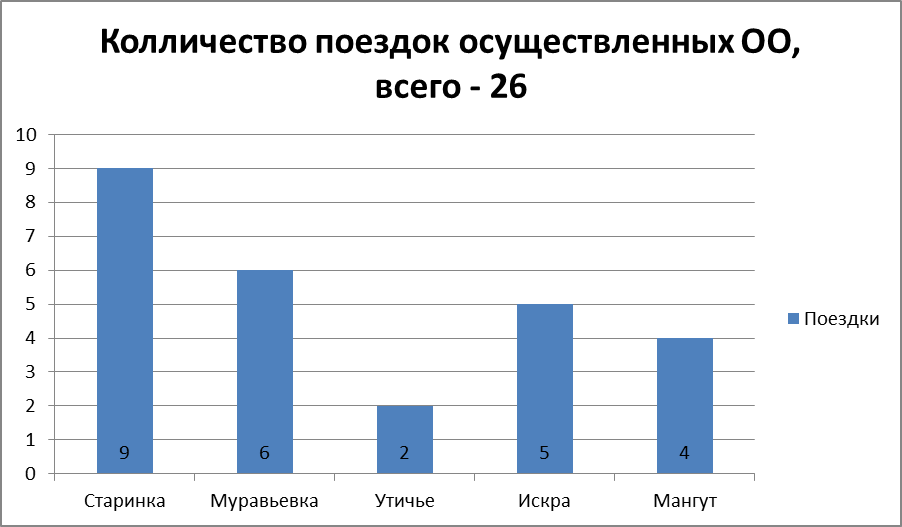 Колличество поездок осуществленных ОО,
всего - 26
10
9
8
7
6
5
4
3
2
1
0
9 6 2 5 4
Старинка Муравьевка Утичье Искра Мангут
Поездки